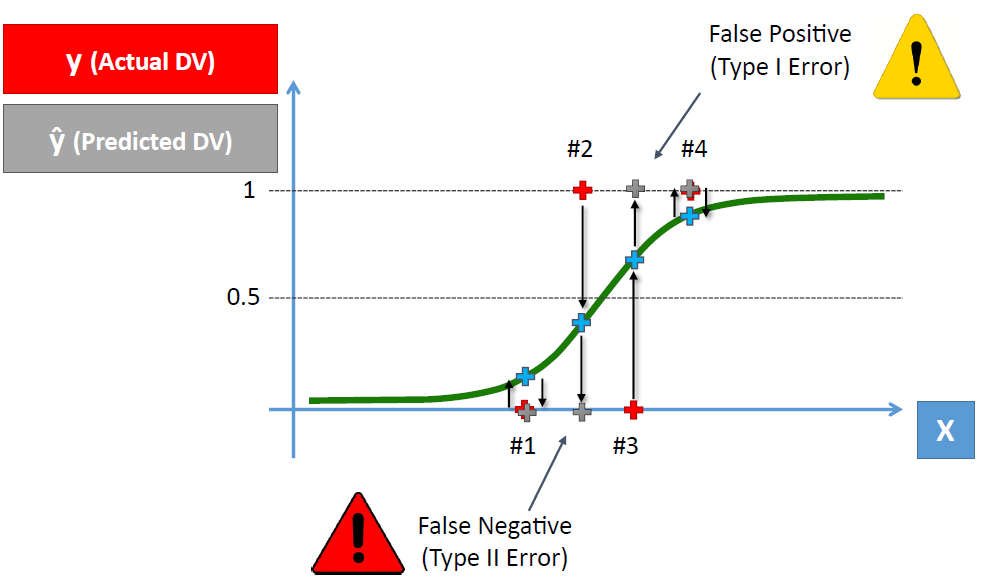 y (Actual DV)
ŷ (Predicted DV)
False Positive
(Type I Error)
#2
#4
1
0.5
X
#1
#3
False Negative
(Type II Error)